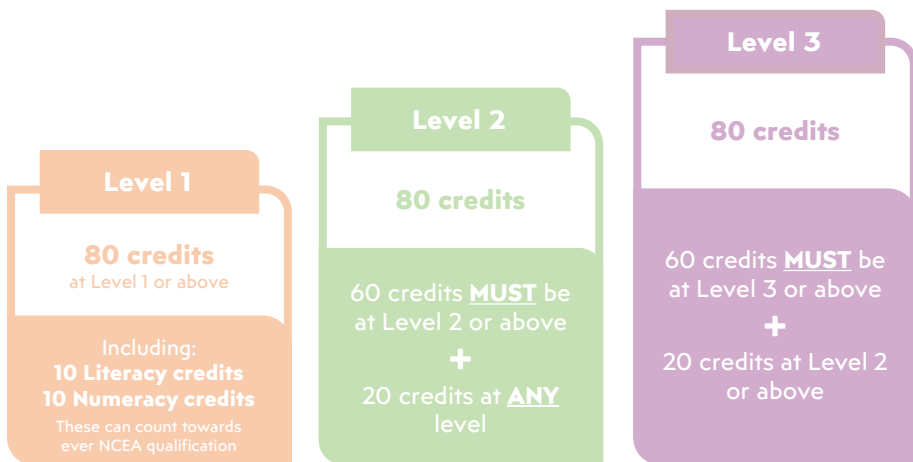 Level 1
80 credits
at Level 1 or above
Including:
10 Literacy credits
10 Numeracy credits
These can count towards
ever NCEA qualification
Level 2
80 credits
60 credits MUST be
at Level 2 or above
+
20 credits at ANY
level
Level 3
80 credits
60 credits MUST be
at Level 3 or above
+
20 credits at Level 2
or above